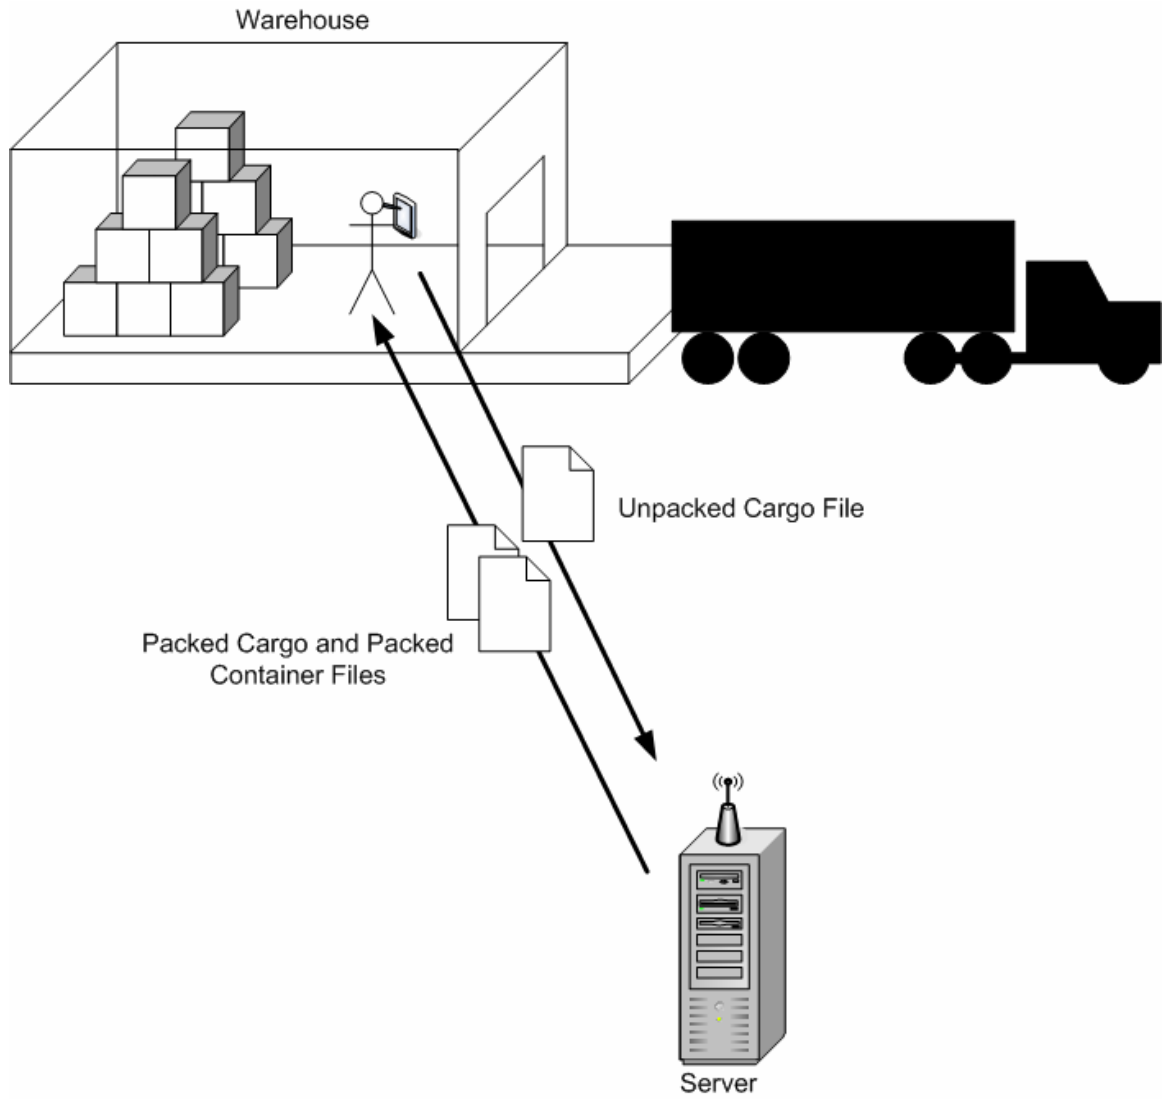 Warehouse
Unpacked Cargo File
Packed Cargo and Packed
Container Files
Server